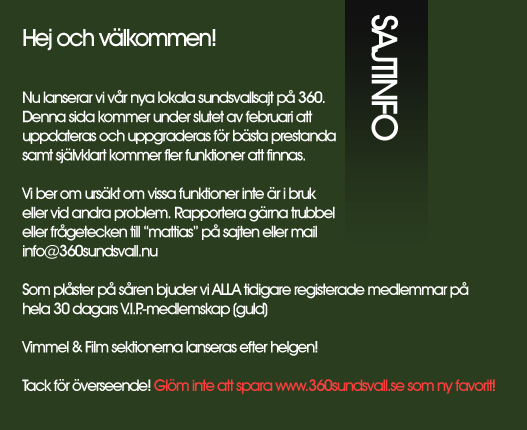 Hej och välkommen!
SAJTINFO
Nu lanserar vi vår nya lokala sundsvallsajt på 360.
Denna sida kommer under slutet av februari att
uppdateras och uppgraderas för bästa prestanda
samt självklart kommer fler funktioner att finnas.
Vi ber om ursäkt om vissa funktioner inte är i bruk
eller vid andra problem. Rapportera gärna trubbel
eller frågetecken till "mattias" på sajten eller mail
info@360sundsvall.nu
Som plåster på såren bjuder vi ALLA tidigare registerade medlemmar på
hela 30 dagars V.I.P.-medlemskap (guld)
Vimmel & Film sektionerna lanseras efter helgen!
Tack för överseende! Glöm inte att spara www.360sundsvall.se som ny favorit!